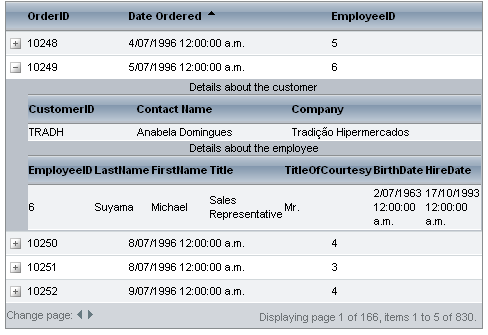 OrderID Date Ordered EmployeeID
10248 4/07/1996 12:00:00 a.m. 5
10249 5/07/1996 12:00:00 a.m. 6
Details about the customer
CustomerID Contact Name Company
TRADH Anabela Domingues Tradição Hipermercados
Details about the employee
EmployeeID LastName FirstName Title TitleOfCourtesy BirthDate HireDate
6 Suyama Michael Sales Representative Mr. 2/07/1963 12:00:00 a.m. 17/10/1993 12:00:00 a.m.
10250 8/07/1996 12:00:00 a.m. 4
10251 8/07/1996 12:00:00 a.m. 3
10252 9/07/1996 12:00:00 a.m. 4
Change page: Displaying page 1 of 166, items 1 to 5 of 830.